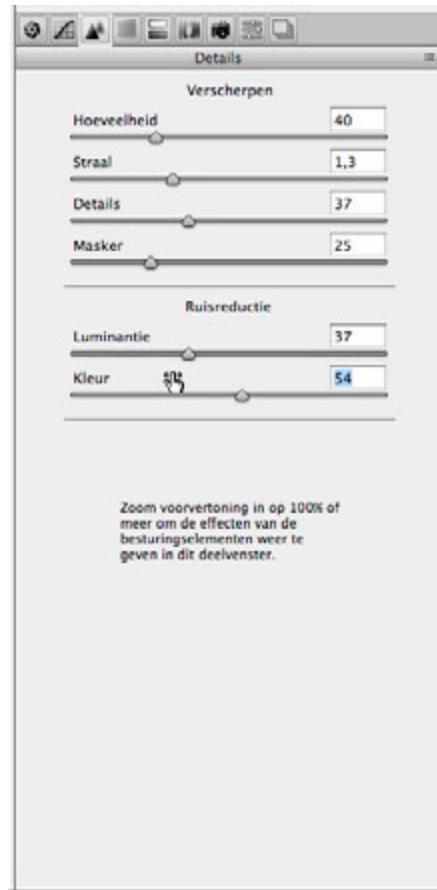 Details
Verscherpen
Hoeveelheid 40
Straal 1,3
Details 37
Masker 25
Ruisreductie
Luminantie 37
Kleur 54
Zoom voorvertoning in op 100% of
meer om de effecten van de
besturingselementen weer te
geven in dit deelvenster.